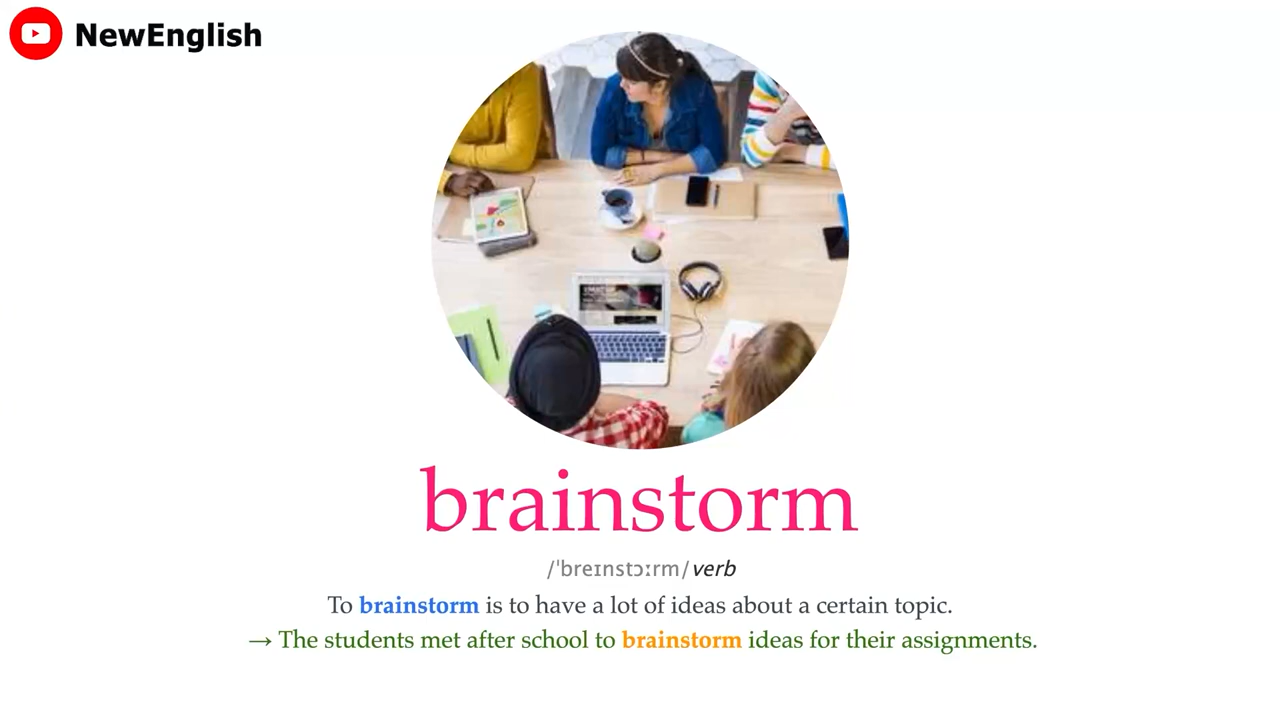 NewEnglish
brainstorm
/ˈbreɪnstɔːrm/ verb
To brainstorm is to have a lot of ideas about a certain topic.
→ The students met after school to brainstorm ideas for their assignments.